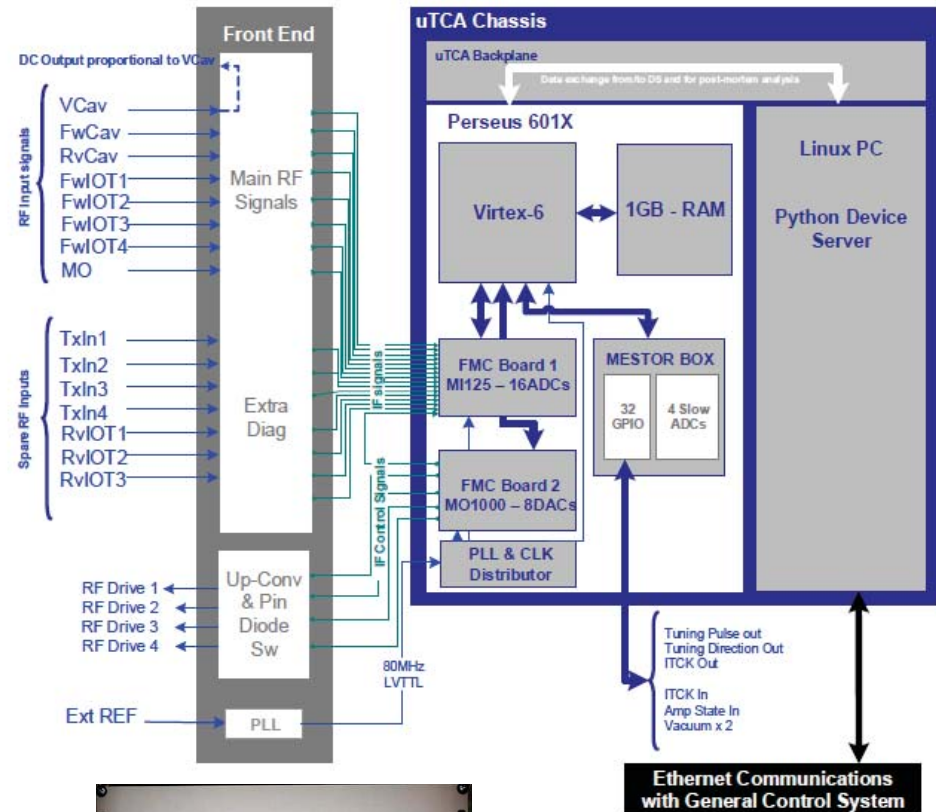 Front End
DC Output proportional to VCav
RF Input signals
VCav
FwCav
RvCav
FwIOT1
FwIOT2
FwIOT3
FwIOT4
MO
Main RF
Signals
Spare RF Inputs
TxIn1
TxIn2
TxIn3
TxIn4
RvIOT1
RvIOT2
RvIOT3
Extra
Diag
IF signals
IF Control Signals
RF Drive 1
RF Drive 2
RF Drive 3
RF Drive 4
Up-Conv
& Pin
Diode
Sw
Ext REF
PLL
80MHz
LVTTL
uTCA Chassis
uTCA Backplane
Data exchange from/to DS and for post-mortem analysis
Perseus 601X
Virtex-6
1GB - RAM
FMC Board 1
MI125 – 16ADCs
FMC Board 2
MO1000 – 8DACs
PLL & CLK
Distributor
MESTOR BOX
32
GPIO
4 Slow
ADCs
Linux PC
Python Device
Server
Tuning Pulse out
Tuning Direction Out
ITCK Out
ITCK In
Amp State In
Vacuum x 2
Ethernet Communications
with General Control System